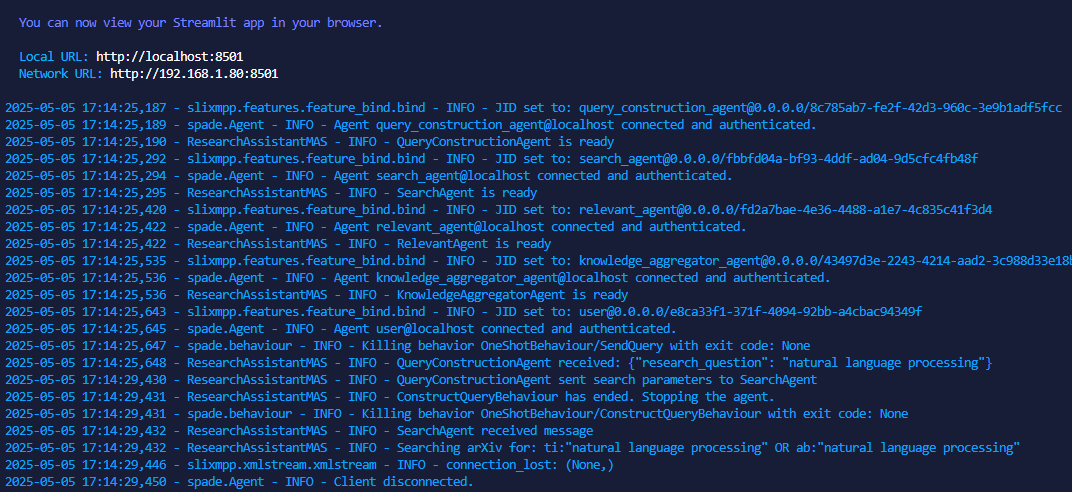 You can now view your Streamlit app in your browser.
Local URL: http://localhost:8501
Network URL: http://192.168.1.80:8501
2025-05-05 17:14:25,187 - slixmpp.features.feature_bind.bind - INFO - JID set to: query_construction_agent@0.0.0.0/8c785ab7-fe2f-42d3-960c-3e9b1adf5fcc
2025-05-05 17:14:25,189 - spade.Agent - INFO - Agent query_construction_agent@localhost connected and authenticated.
2025-05-05 17:14:25,190 - ResearchAssistantMAS - INFO - QueryConstructionAgent is ready
2025-05-05 17:14:25,292 - slixmpp.features.feature_bind.bind - INFO - JID set to: search_agent@0.0.0.0/fbbfd04a-bf93-4ddf-ad04-9d5cfc4fb48f
2025-05-05 17:14:25,294 - spade.Agent - INFO - Agent search_agent@localhost connected and authenticated.
2025-05-05 17:14:25,295 - ResearchAssistantMAS - INFO - SearchAgent is ready
2025-05-05 17:14:25,420 - slixmpp.features.feature_bind.bind - INFO - JID set to: relevant_agent@0.0.0.0/fd2a7bae-4e36-4488-a1e7-4c835c41f3d4
2025-05-05 17:14:25,422 - spade.Agent - INFO - Agent relevant_agent@localhost connected and authenticated.
2025-05-05 17:14:25,422 - ResearchAssistantMAS - INFO - RelevantAgent is ready
2025-05-05 17:14:25,535 - slixmpp.features.feature_bind.bind - INFO - JID set to: knowledge_aggregator_agent@0.0.0.0/43497d3e-2243-4214-aad2-3c988d33e18b
2025-05-05 17:14:25,536 - spade.Agent - INFO - Agent knowledge_aggregator_agent@localhost connected and authenticated.
2025-05-05 17:14:25,536 - ResearchAssistantMAS - INFO - KnowledgeAggregatorAgent is ready
2025-05-05 17:14:25,643 - slixmpp.features.feature_bind.bind - INFO - JID set to: user@0.0.0.0/e8ca33f1-371f-4094-92bb-a4cbac94349f
2025-05-05 17:14:25,645 - spade.Agent - INFO - Agent user@localhost connected and authenticated.
2025-05-05 17:14:25,647 - spade.behaviour - INFO - Killing behavior OneShotBehaviour/SendQuery with exit code: None
2025-05-05 17:14:25,648 - ResearchAssistantMAS - INFO - QueryConstructionAgent received: {"research_question": "natural language processing"}
2025-05-05 17:14:29,430 - ResearchAssistantMAS - INFO - QueryConstructionAgent sent search parameters to SearchAgent
2025-05-05 17:14:29,431 - ResearchAssistantMAS - INFO - ConstructQueryBehaviour has ended. Stopping the agent.
2025-05-05 17:14:29,431 - spade.behaviour - INFO - Killing behavior OneShotBehaviour/ConstructQueryBehaviour with exit code: None
2025-05-05 17:14:29,432 - ResearchAssistantMAS - INFO - SearchAgent received message
2025-05-05 17:14:29,432 - ResearchAssistantMAS - INFO - Searching arXiv for: ti:"natural language processing" OR ab:"natural language processing"
2025-05-05 17:14:29,446 - slixmpp.xmlstream.xmlstream - INFO - connection_lost: (None,)
2025-05-05 17:14:29,450 - spade.Agent - INFO - Client disconnected.